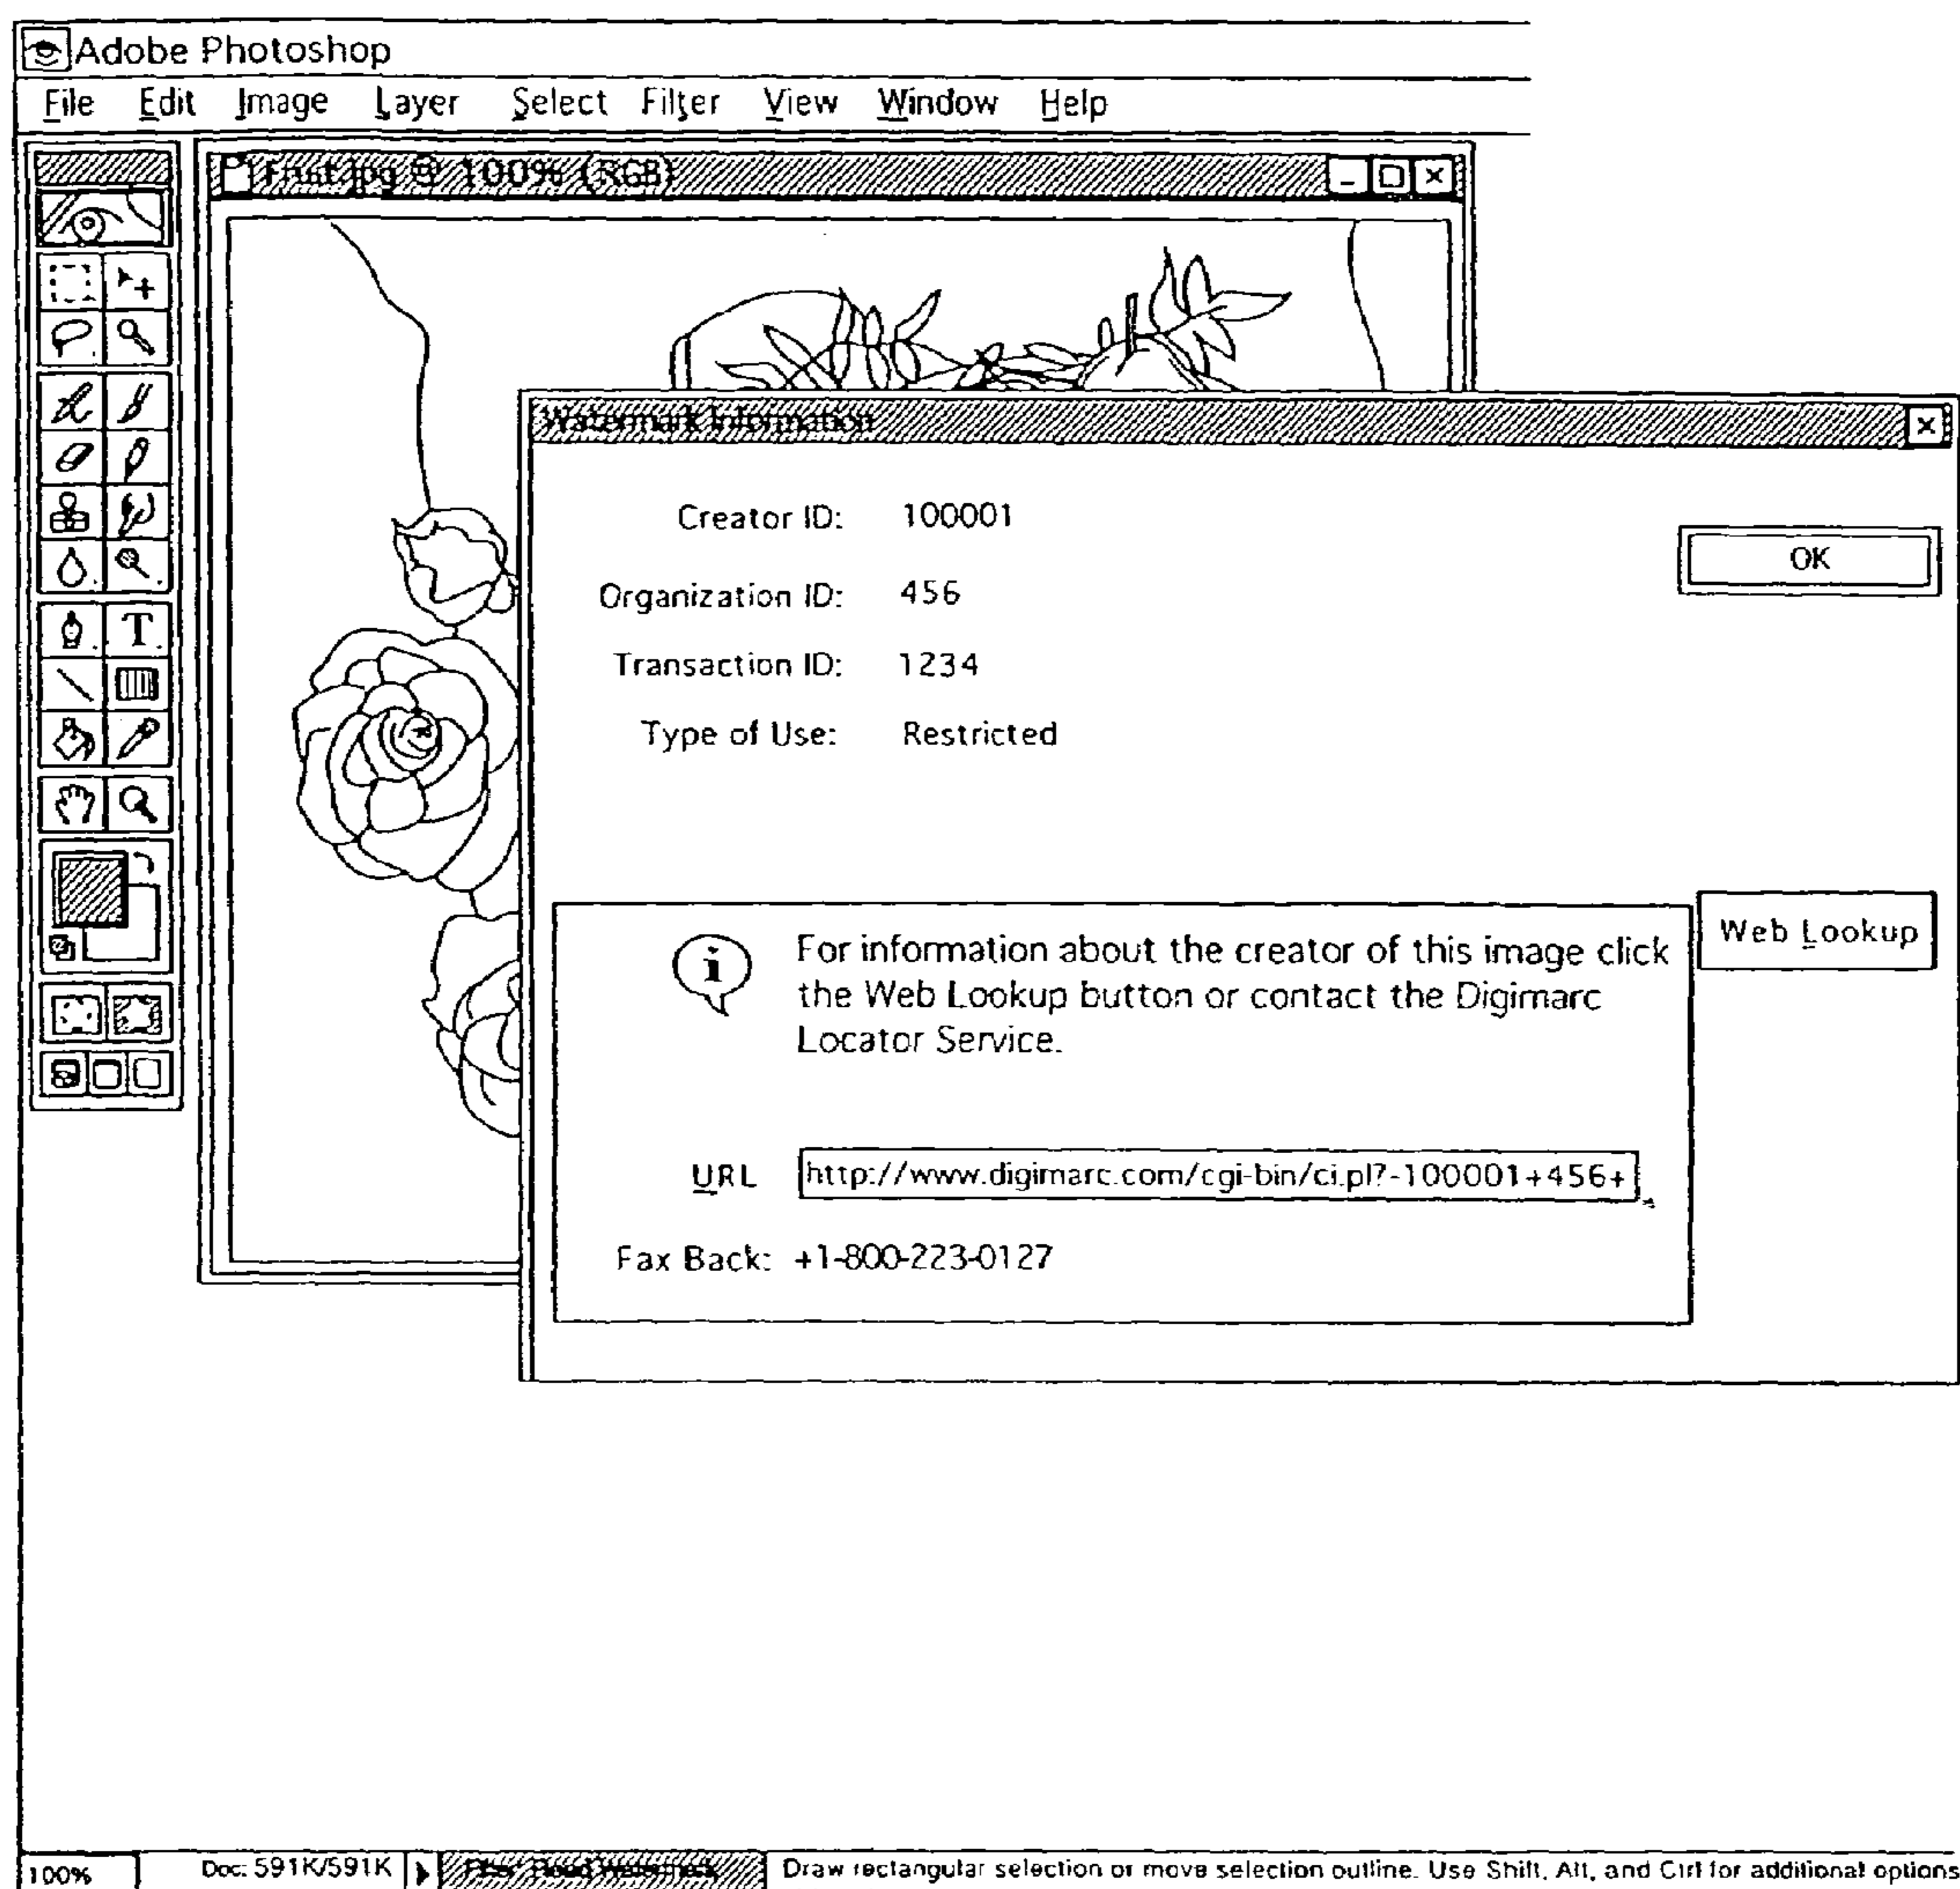 Adobe Photoshop
File Edit Image Layer Select Filter View Window Help
@ 100% (RGB)
Watermark Information
Creator ID: 100001
OK
Organization ID: 456
Transaction ID: 1234
Type of Use: Restricted
T
For information about the creator of this image click
the Web Lookup button or contact the Digimarc
Locator Service.
Web Lookup
URL http://www.digimarc.com/cgi-bin/ci.pl?-100001+456+
Fax Back: +1-800-223-0127
100% Doc: 591K/591K Draw rectangular selection or move selection outline. Use Shift, Alt, and Ctrl for additional options